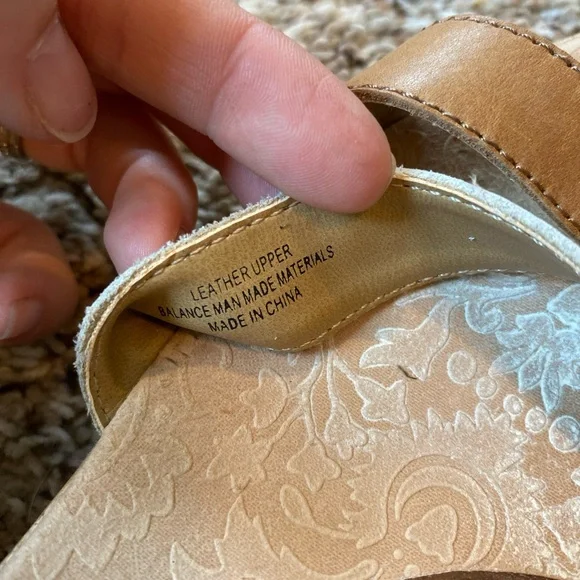 LEATHER UPPER
BALANCE MAN MADE MATERIALS
MADE IN CHINA